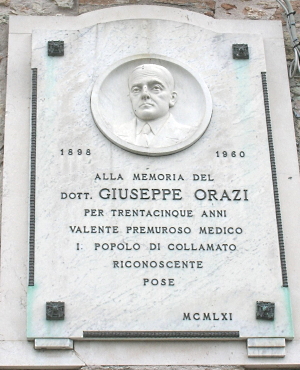 1898 1960
ALLA MEMORIA DEL
DOTT. GIUSEPPE ORAZI
PER TRENTACINQUE ANNI
VALENTE PREMUROSO MEDICO
I. POPOLO DI COLLAMATO
RICONOSCENTE
POSE
MCMLXI